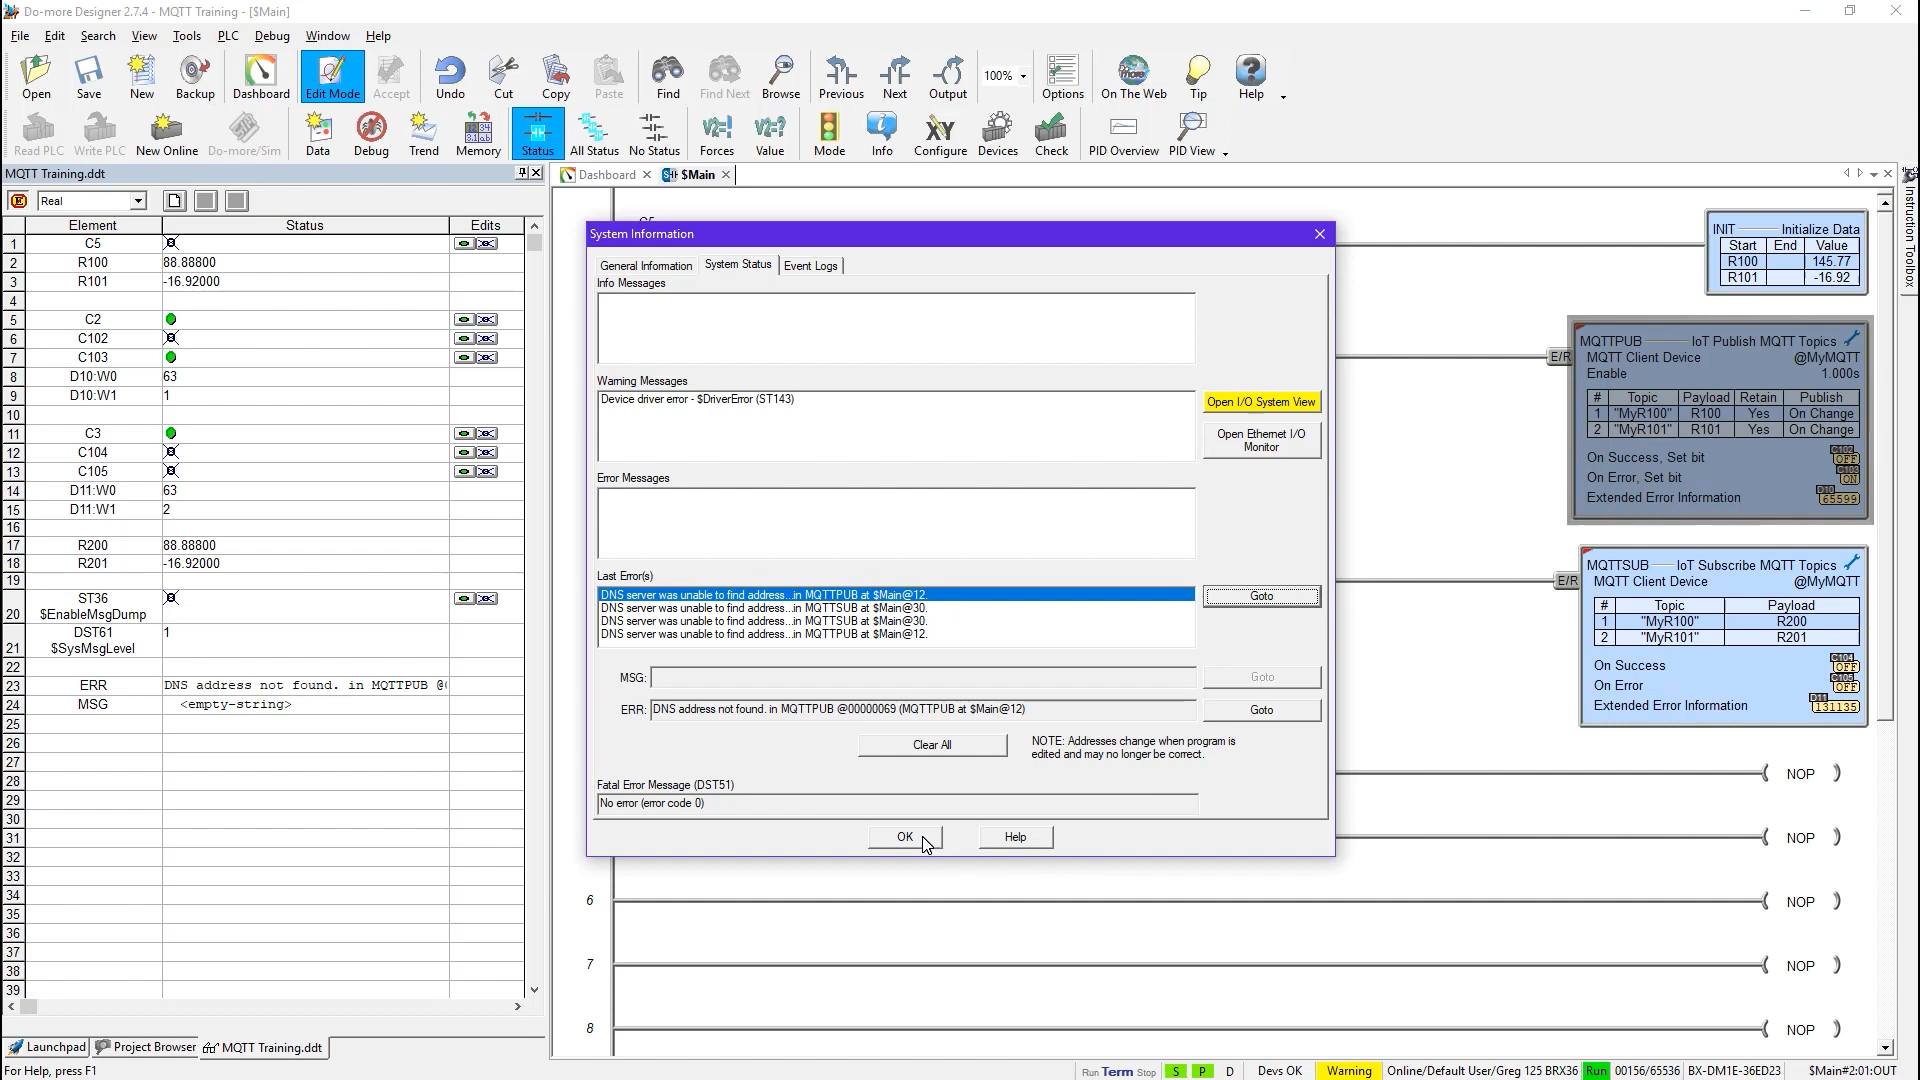 Do-more Designer 2.7.4 - MQTT Training - [$Main]
File Edit Search View Tools PLC Debug Window Help
Open Save New Backup Dashboard Edit Mode Accept Undo Cut Copy Paste Find Find Next Browse Previous Next Output 100% Options On The Web Tip Help
Read PLC Write PLC New Online Do-more/Sim Data Debug Trend Memory Status All Status No Status Forces Value Mode Info Configure Devices Check PID Overview PID View
MQTT Training.ddt
Real
Element Status Edits
1 C5
2 R100 88.88800
3 R101 -16.92000
4
5 C2
6 C102
7 C103
8 D10:W0 63
9 D10:W1 1
10
11 C3
12 C104
13 C105
14 D11:W0 63
15 D11:W1 2
16
17 R200 88.88800
18 R201 -16.92000
19
20 ST36 $EnableMsgDump
21 DST61 $SysMsgLevel 1
22
23 ERR DNS address not found. in MQTTPUB @(
24 MSG <empty-string>
25
26
27
28
29
30
31
32
33
34
35
36
37
38
39
Launchpad Project Browser MQTT Training.ddt
Dashboard $Main
Instruction Toolbox
System Information
General Information System Status Event Logs
Info Messages
Warning Messages
Device driver error - $DriverError (ST143)
Open I/O System View
Open Ethernet I/O Monitor
Error Messages
Last Error(s)
DNS server was unable to find address...in MQTTPUB at $Main@12.
DNS server was unable to find address...in MQTTSUB at $Main@30.
DNS server was unable to find address...in MQTTSUB at $Main@30.
DNS server was unable to find address...in MQTTPUB at $Main@12.
Goto
MSG: Goto
ERR: DNS address not found. in MQTTPUB @00000069 (MQTTPUB at $Main@12) Goto
Clear All
NOTE: Addresses change when program is
edited and may no longer be correct.
Fatal Error Message (DST51)
No error (error code 0)
OK Help
INIT Initialize Data
Start End Value
R100 145.77
R101 -16.92
E/R
MQTTPUB IoT Publish MQTT Topics
MQTT Client Device @MyMQTT
Enable 1.000s
# Topic Payload Retain Publish
1 "MyR100" R100 Yes On Change
2 "MyR101" R101 Yes On Change
C102
On Success, Set bit OFF
C103
On Error, Set bit ON
D10
Extended Error Information 65599
E/R
MQTTSUB IoT Subscribe MQTT Topics
MQTT Client Device @MyMQTT
# Topic Payload
1 "MyR100" R200
2 "MyR101" R201
C104
On Success OFF
C105
On Error OFF
D11
Extended Error Information 131135
NOP
NOP
6 NOP
7 NOP
8 NOP
For Help, press F1
Run Term Stop S P D Devs OK Warning Online/Default User/Greg 125 BRX36 Run 00156/65536 BX-DM1E-36ED23 $Main#2:01:OUT